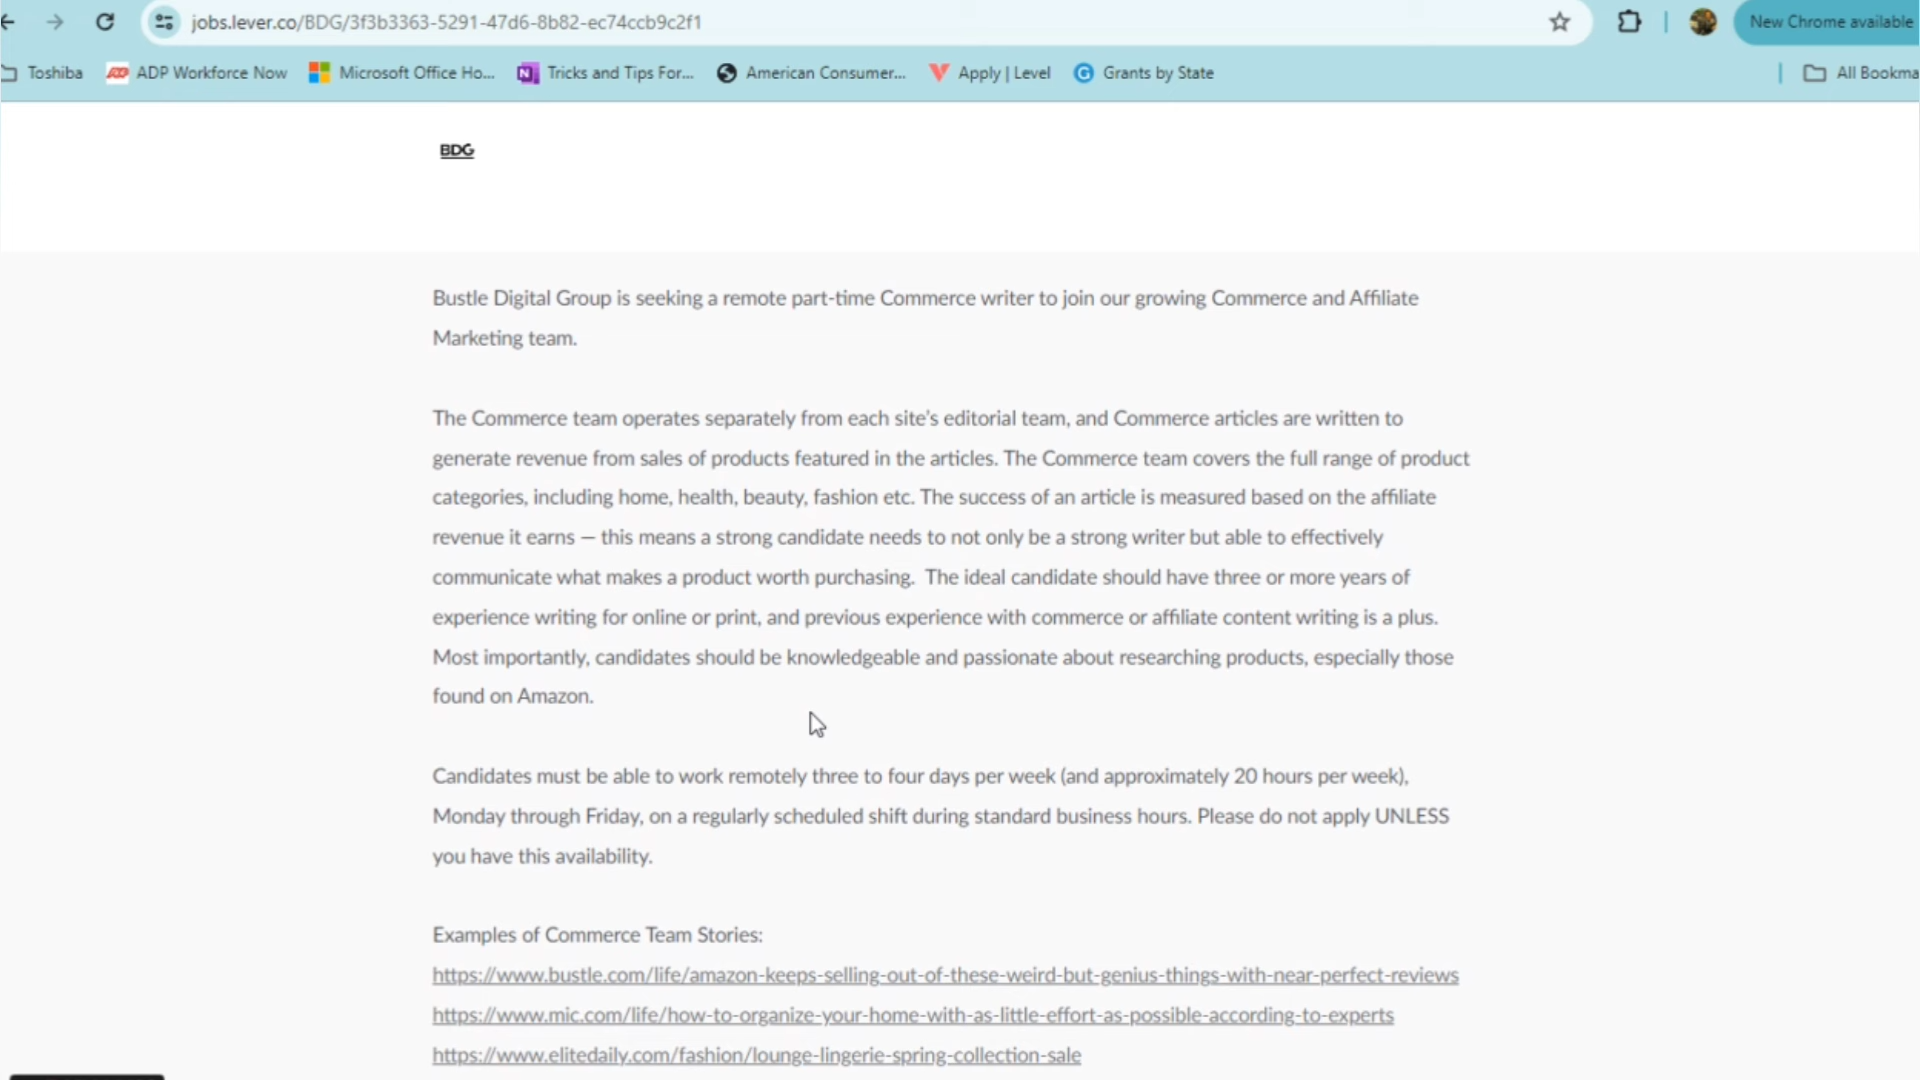 jobs.lever.co/BDG/3f3b3363-5291-47d6-8b82-ec74ccb9c2f1
New Chrome available
Toshiba
ADP Workforce Now
Microsoft Office Ho...
Tricks and Tips For...
American Consumer...
Apply | Level
Grants by State
All Bookma
BDG
Bustle Digital Group is seeking a remote part-time Commerce writer to join our growing Commerce and Affiliate
Marketing team.
The Commerce team operates separately from each site's editorial team, and Commerce articles are written to
generate revenue from sales of products featured in the articles. The Commerce team covers the full range of product
categories, including home, health, beauty, fashion etc. The success of an article is measured based on the affiliate
revenue it earns — this means a strong candidate needs to not only be a strong writer but able to effectively
communicate what makes a product worth purchasing. The ideal candidate should have three or more years of
experience writing for online or print, and previous experience with commerce or affiliate content writing is a plus.
Most importantly, candidates should be knowledgeable and passionate about researching products, especially those
found on Amazon.
Candidates must be able to work remotely three to four days per week (and approximately 20 hours per week),
Monday through Friday, on a regularly scheduled shift during standard business hours. Please do not apply UNLESS
you have this availability.
Examples of Commerce Team Stories:
https://www.bustle.com/life/amazon-keeps-selling-out-of-these-weird-but-genius-things-with-near-perfect-reviews
https://www.mic.com/life/how-to-organize-your-home-with-as-little-effort-as-possible-according-to-experts
https://www.elitedaily.com/fashion/lounge-lingerie-spring-collection-sale